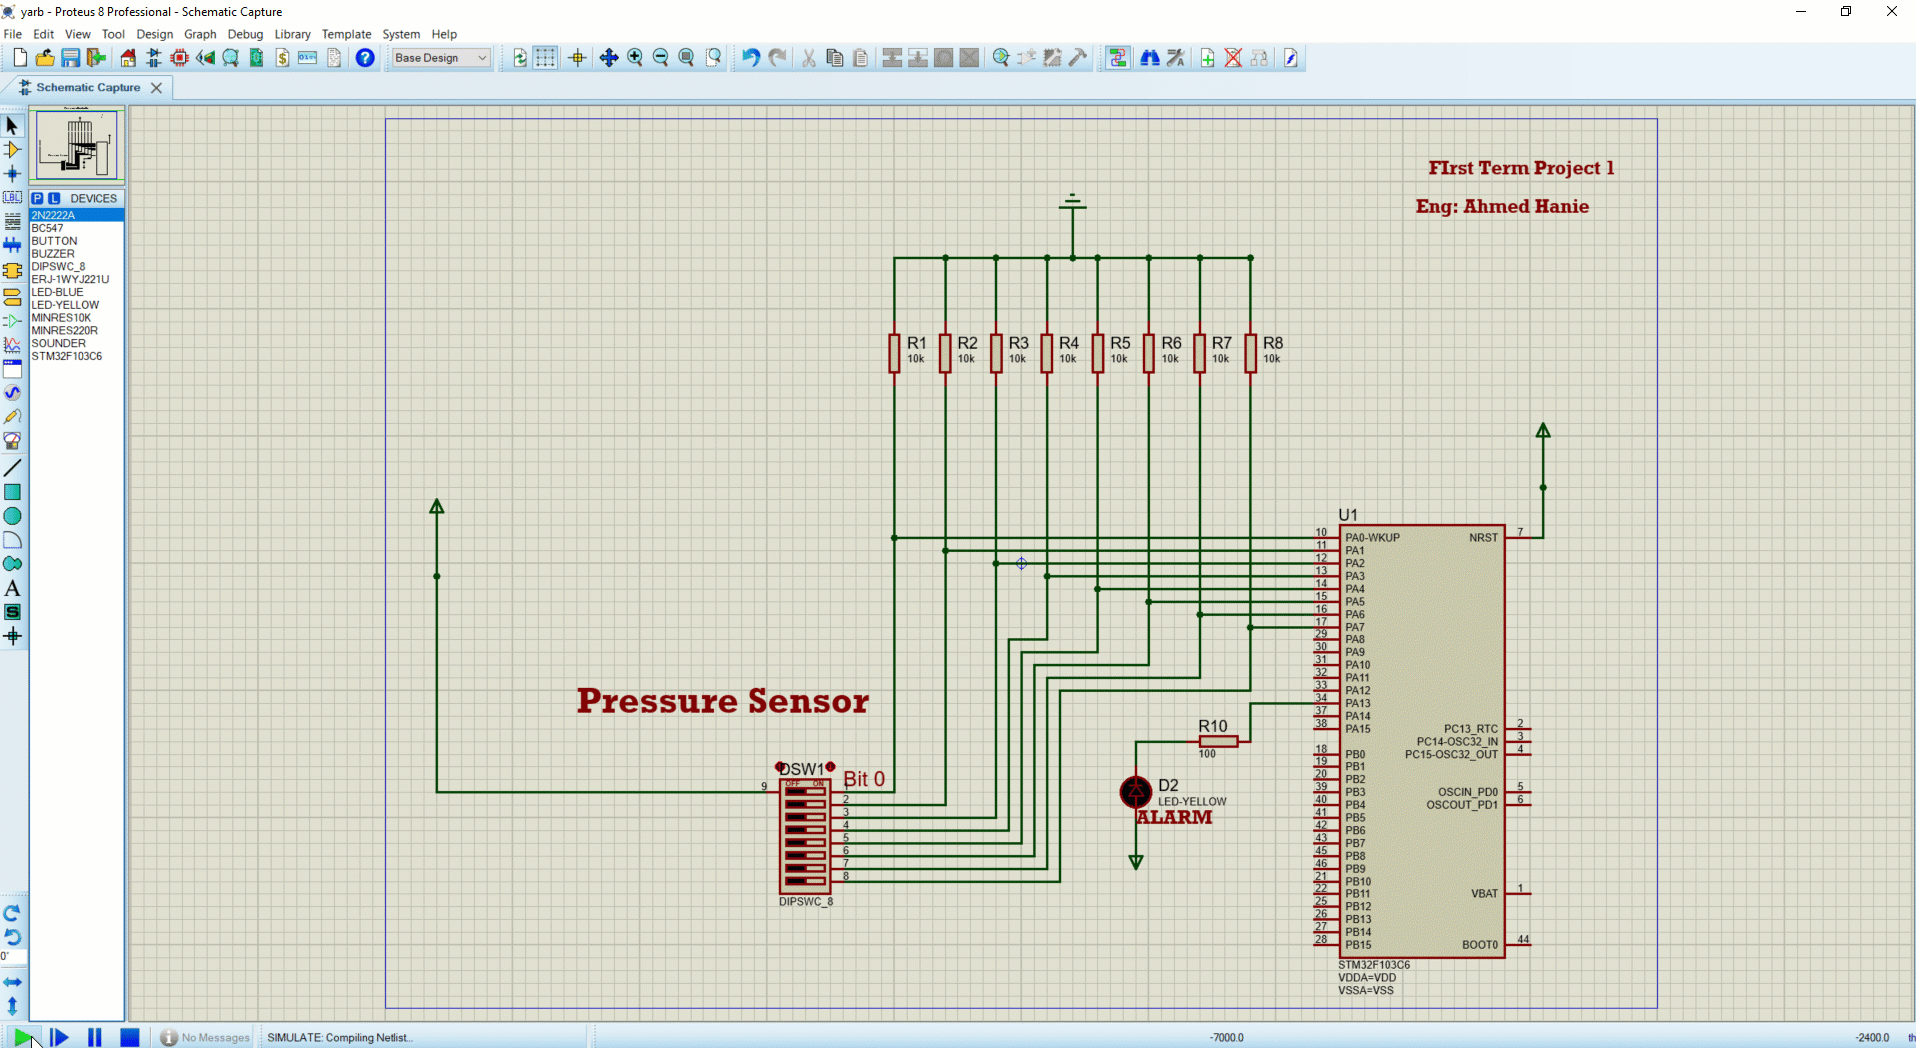 yarb - Proteus 8 Professional - Schematic Capture
File Edit View Tool Design Graph Debug Library Template System Help
Base Design
Schematic Capture
P L DEVICES
2N2222A
BC547
BUTTON
BUZZER
DIPSWC_8
ERJ-1WYJ221U
LED-BLUE
LED-YELLOW
MINRES10K
MINRES220R
SOUNDER
STM32F103C6
LBL
A
S
0°
FIrst Term Project 1
Eng: Ahmed Hanie
R1 R2 R3 R4 R5 R6 R7 R8
10k 10k 10k 10k 10k 10k 10k 10k
U1
10 PA0-WKUP NRST 7
11 PA1
12 PA2
13 PA3
14 PA4
15 PA5
16 PA6
17 PA7
29 PA8
30 PA9
31 PA10
32 PA11
33 PA12
34 PA13
37 PA14
38 PA15 PC13_RTC 2
PC14-OSC32_IN 3
18 PB0 PC15-OSC32_OUT 4
19 PB1
20 PB2
39 PB3 OSCIN_PD0 5
40 PB4 OSCOUT_PD1 6
41 PB5
42 PB6
43 PB7
45 PB8
46 PB9
21 PB10
22 PB11 VBAT 1
25 PB12
26 PB13
27 PB14
28 PB15 BOOT0 44
STM32F103C6
VDDA=VDD
VSSA=VSS
Pressure Sensor
R10
100
D2
LED-YELLOW
ALARM
DSW1 Bit 0
OFF ON
9 1
2
3
4
5
6
7
8
DIPSWC_8
No Messages SIMULATE: Compiling Netlist... -7000.0 -2400.0 th